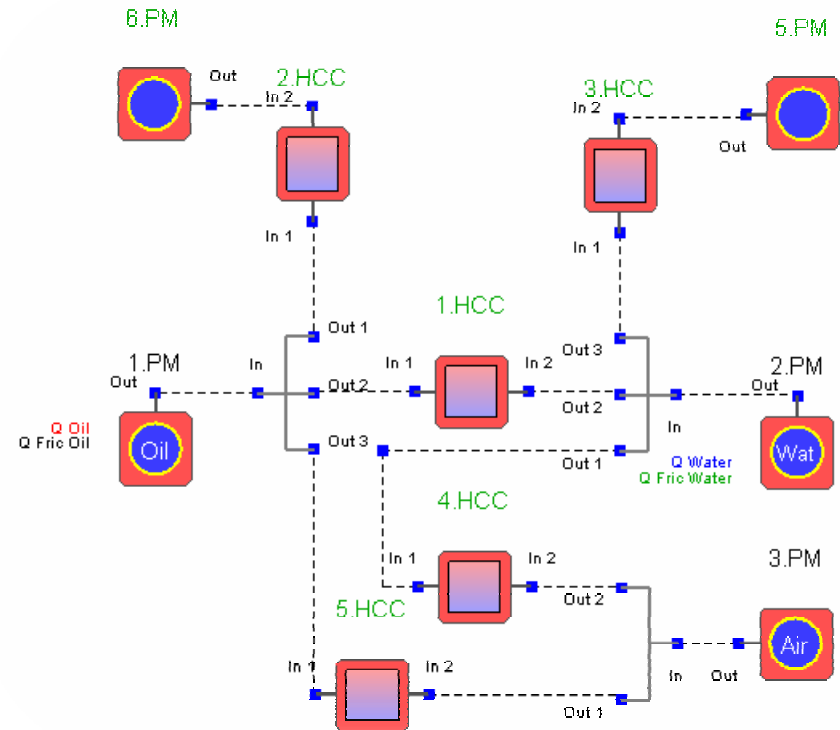 6.PM
5.PM
Out
2.HCC
In 2
3.HCC
In 2
Out
In 1
In 1
1.HCC
Out 1
1.PM
In
In 1
In 2
Out 3
2.PM
Out
Out 2
Out
Out 2
Q Oil
Q Fric Oil
Oil
Out 3
In
Out 1
Q Water
Q Fric Water
Wat
4.HCC
In 1
In 2
3.PM
Out 2
5.HCC
Air
In 1
In 2
In
Out
Out 1